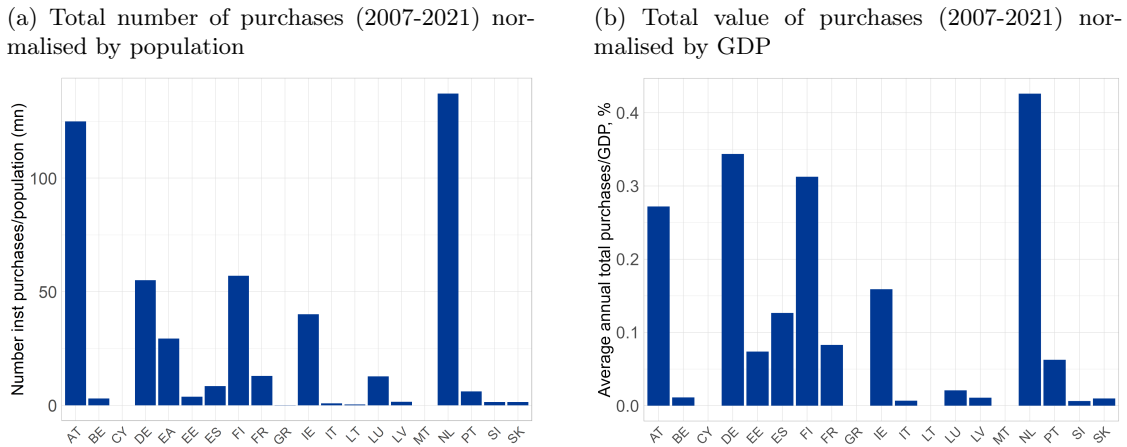 (a) Total number of purchases (2007-2021) nor-
malised by population
(b) Total value of purchases (2007-2021) nor-
malised by GDP
Number inst purchases/population (mn)
100
50
0
AT BE CY DE EA EE ES FI FR GR IE IT LT LU LV MT NL PT SI SK
Average annual total purchases/GDP, %
0.4
0.3
0.2
0.1
0.0
AT BE CY DE EE ES FI FR GR IE IT LT LU LV MT NL PT SI SK